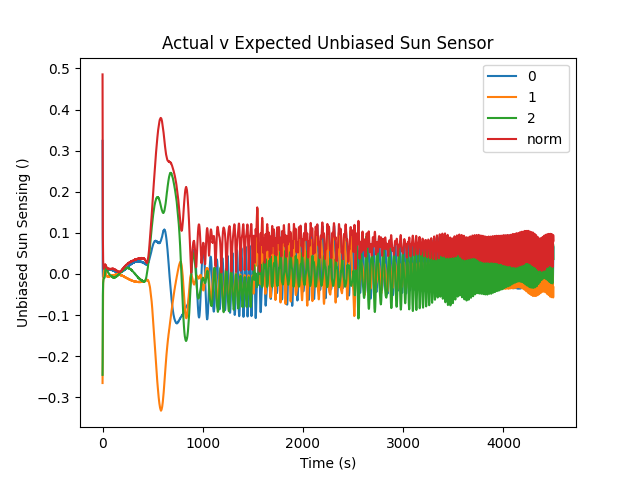 Actual v Expected Unbiased Sun Sensor
0
1
2
norm
Unbiased Sun Sensing ()
0.5
0.4
0.3
0.2
0.1
0.0
−0.1
−0.2
−0.3
0 1000 2000 3000 4000
Time (s)